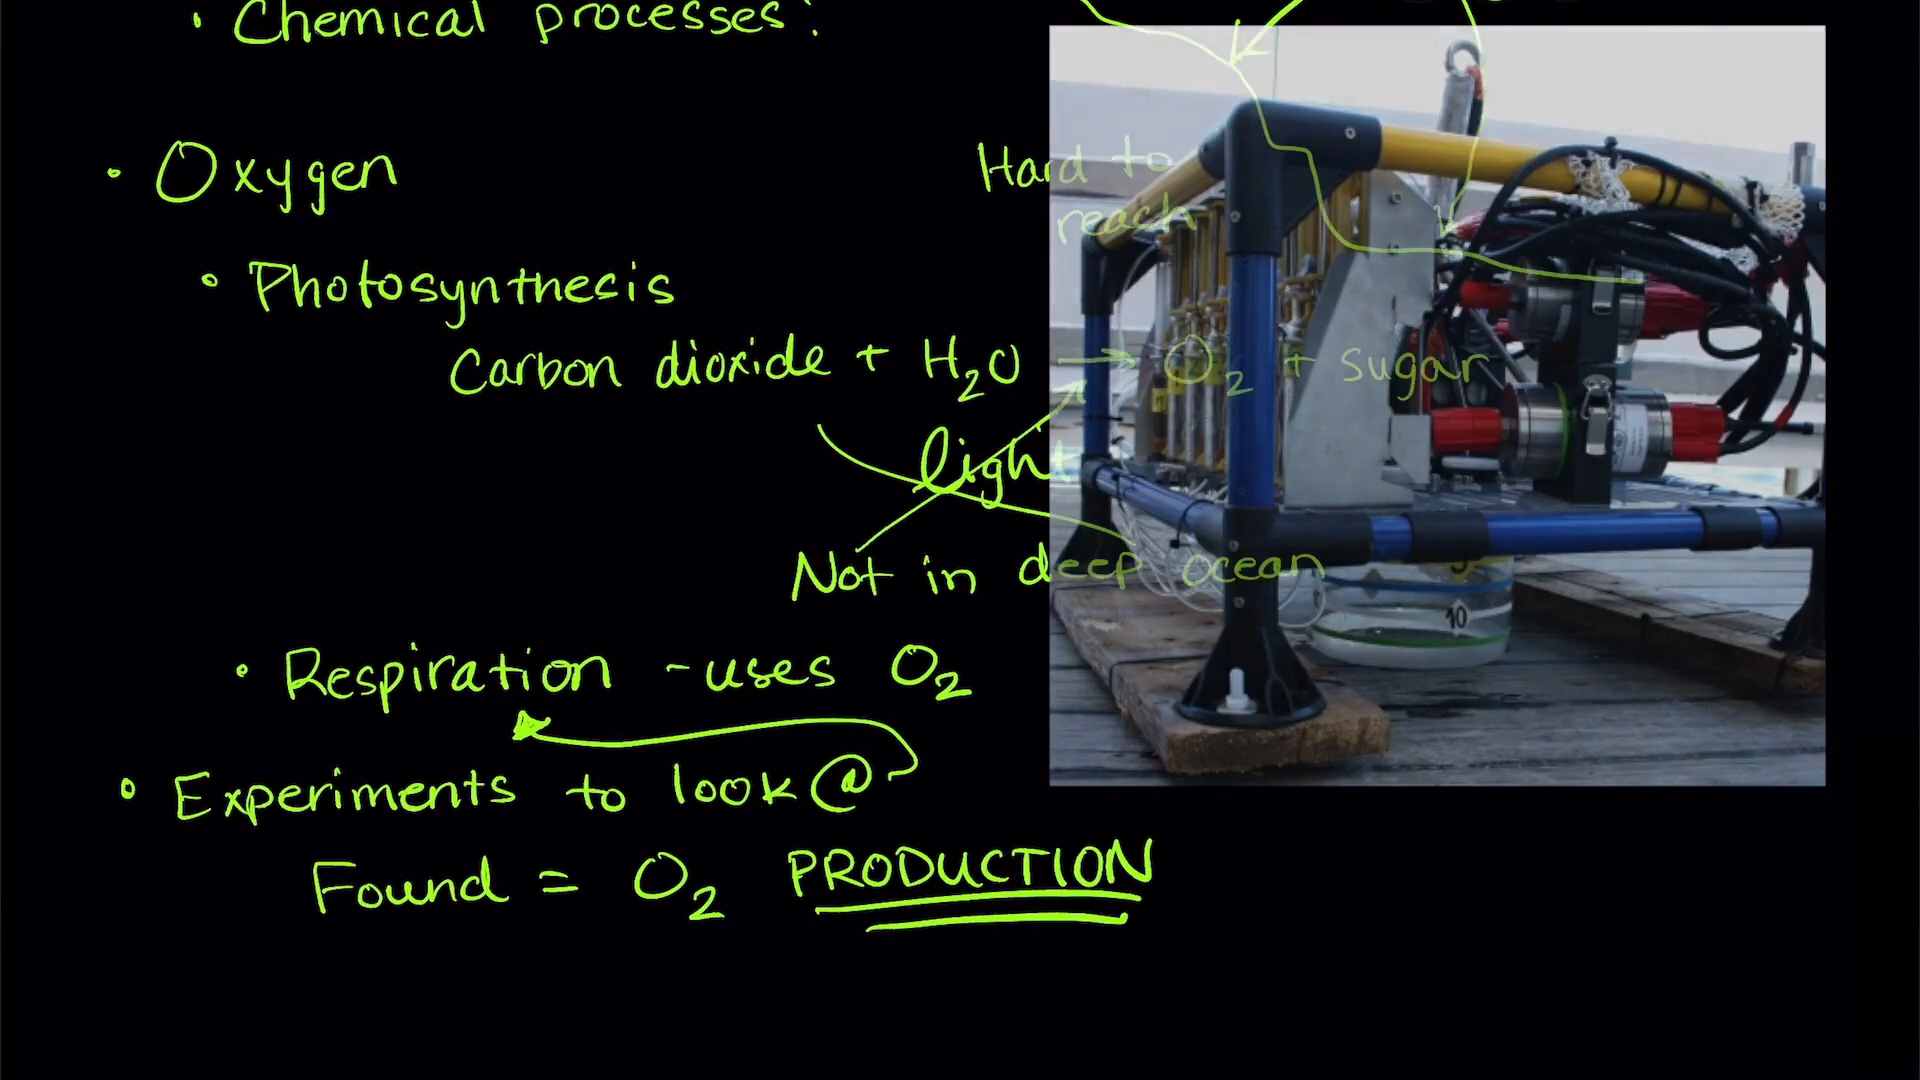 • Chemical processes:
• Oxygen
Hard to
reach
• Photosynthesis
Carbon dioxide + H₂O → O₂ + sugar
light
Not in deep ocean
10
• Respiration - uses O₂
• Experiments to look @
Found = O₂ PRODUCTION